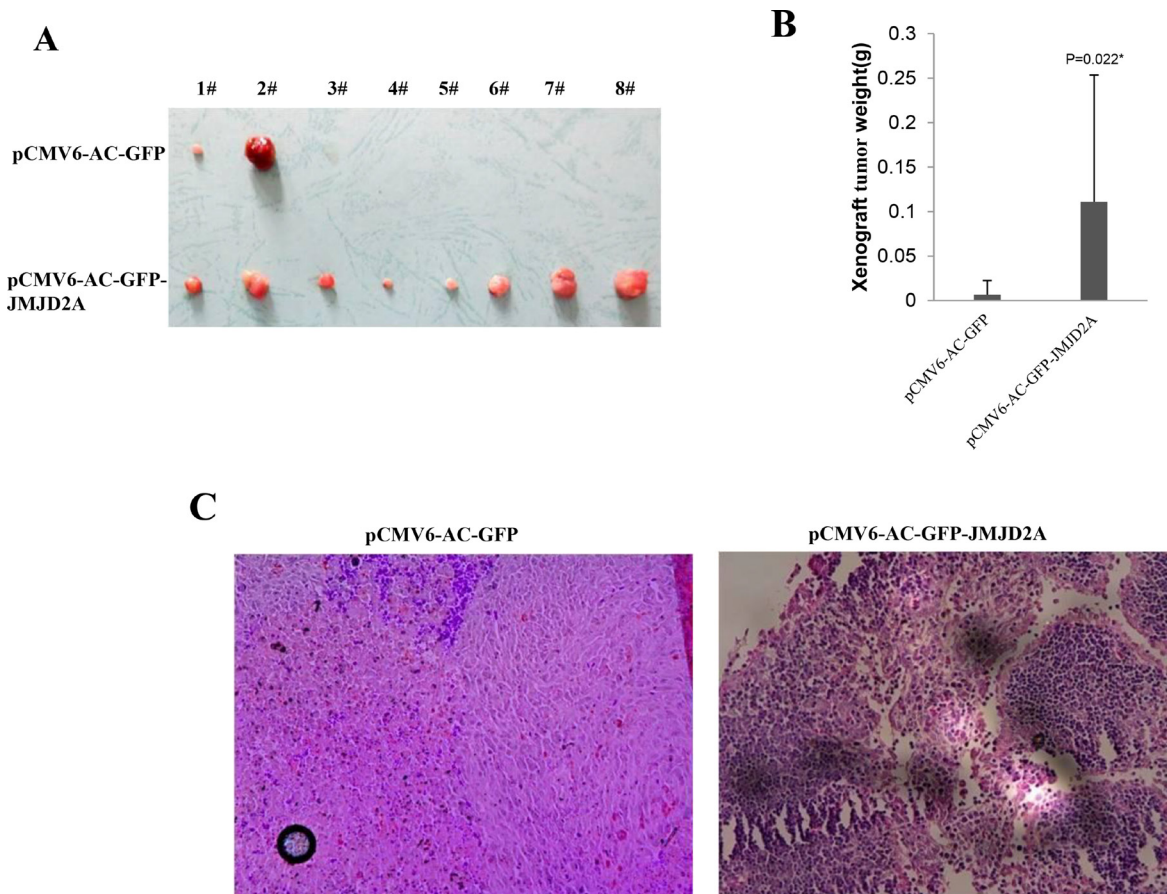 A
1# 2# 3# 4# 5# 6# 7# 8#
pCMV6-AC-GFP
pCMV6-AC-GFP-
JMJD2A
B
Xenograft tumor weight(g)
0.3
0.25
0.2
0.15
0.1
0.05
0
P=0.022*
pCMV6-AC-GFP
pCMV6-AC-GFP-JMJD2A
C
pCMV6-AC-GFP
pCMV6-AC-GFP-JMJD2A